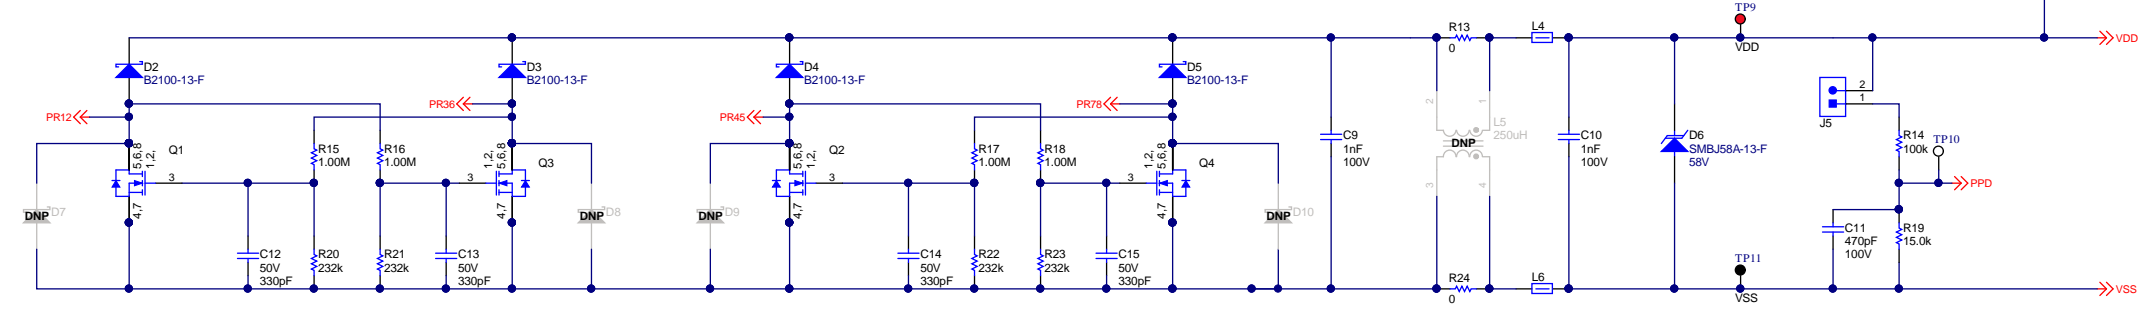 TP9
VDD
VDD
R13
0
L4
D2
B2100-13-F
D3
B2100-13-F
D4
B2100-13-F
D5
B2100-13-F
PR12
PR36
PR45
PR78
Q1
5,6,8
1,2,
3
4,7
R15
1.00M
R16
1.00M
Q3
1,2,
5,6,8
3
4,7
Q2
5,6,8
1,2,
3
4,7
R17
1.00M
R18
1.00M
Q4
1,2,
5,6,8
3
4,7
DNP D7
DNP D8
DNP D9
DNP D10
C12
50V
330pF
R20
232k
R21
232k
C13
50V
330pF
C14
50V
330pF
R22
232k
R23
232k
C15
50V
330pF
C9
1nF
100V
2
1
L5
250uH
DNP
3
4
R24
0
L6
C10
1nF
100V
D6
SMBJ58A-13-F
58V
2
1
J5
R14
100k
TP10
PPD
C11
470pF
100V
R19
15.0k
TP11
VSS
VSS